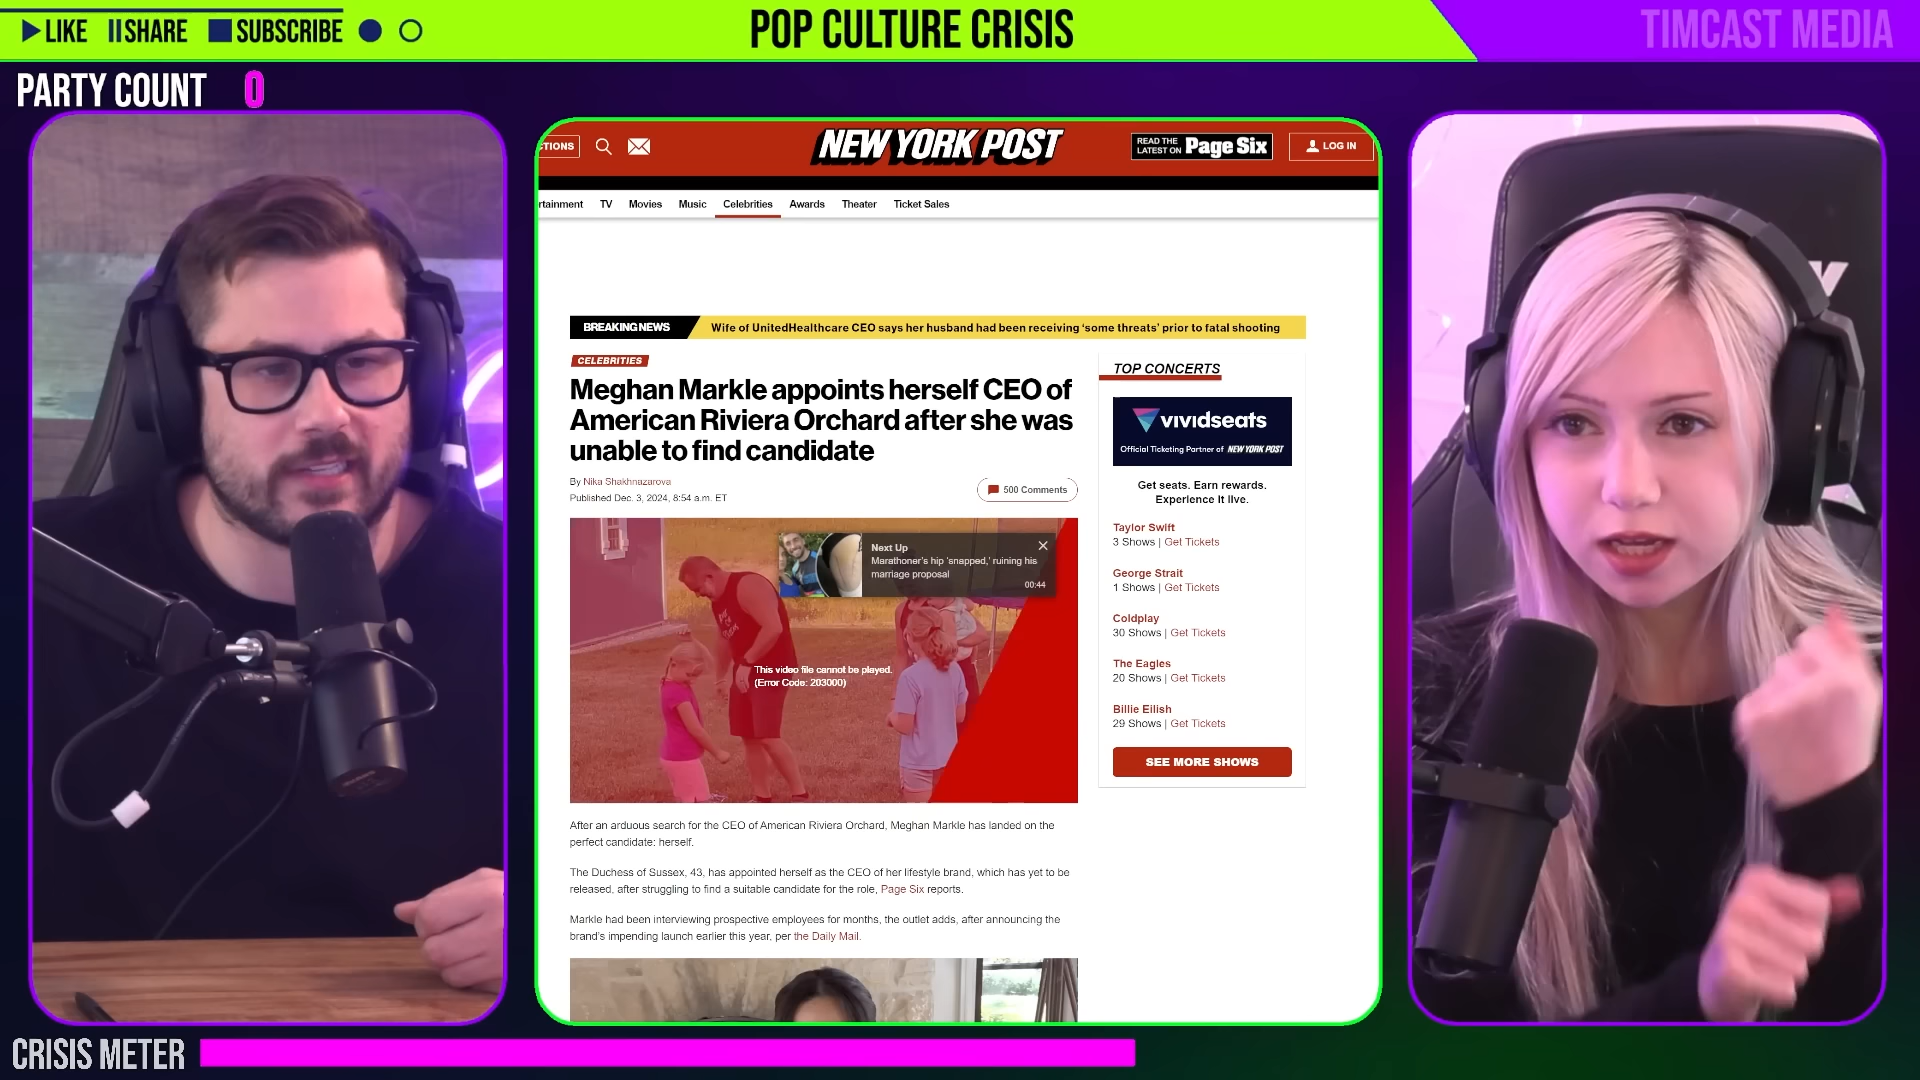 LIKE SHARE SUBSCRIBE
POP CULTURE CRISIS
TIMCAST MEDIA
PARTY COUNT 0
CTIONS
NEW YORK POST
READ THE
LATEST ON
Page Six
LOG IN
rtainment TV Movies Music Celebrities Awards Theater Ticket Sales
BREAKING NEWS
Wife of UnitedHealthcare CEO says her husband had been receiving ‘some threats’ prior to fatal shooting
CELEBRITIES
Meghan Markle appoints herself CEO of
American Riviera Orchard after she was
unable to find candidate
By Nika Shakhnazarova
Published Dec. 3, 2024, 8:54 a.m. ET
500 Comments
Next Up
Marathoner's hip 'snapped,' ruining his
marriage proposal
00:44
This video file cannot be played.
(Error Code: 203000)
After an arduous search for the CEO of American Riviera Orchard, Meghan Markle has landed on the
perfect candidate: herself.
The Duchess of Sussex, 43, has appointed herself as the CEO of her lifestyle brand, which has yet to be
released, after struggling to find a suitable candidate for the role, Page Six reports.
Markle had been interviewing prospective employees for months, the outlet adds, after announcing the
brand's impending launch earlier this year, per the Daily Mail.
TOP CONCERTS
vividseats
Official Ticketing Partner of NEW YORK POST
Get seats. Earn rewards.
Experience It live.
Taylor Swift
3 Shows | Get Tickets
George Strait
1 Shows | Get Tickets
Coldplay
30 Shows | Get Tickets
The Eagles
20 Shows | Get Tickets
Billie Eilish
29 Shows | Get Tickets
SEE MORE SHOWS
CRISIS METER